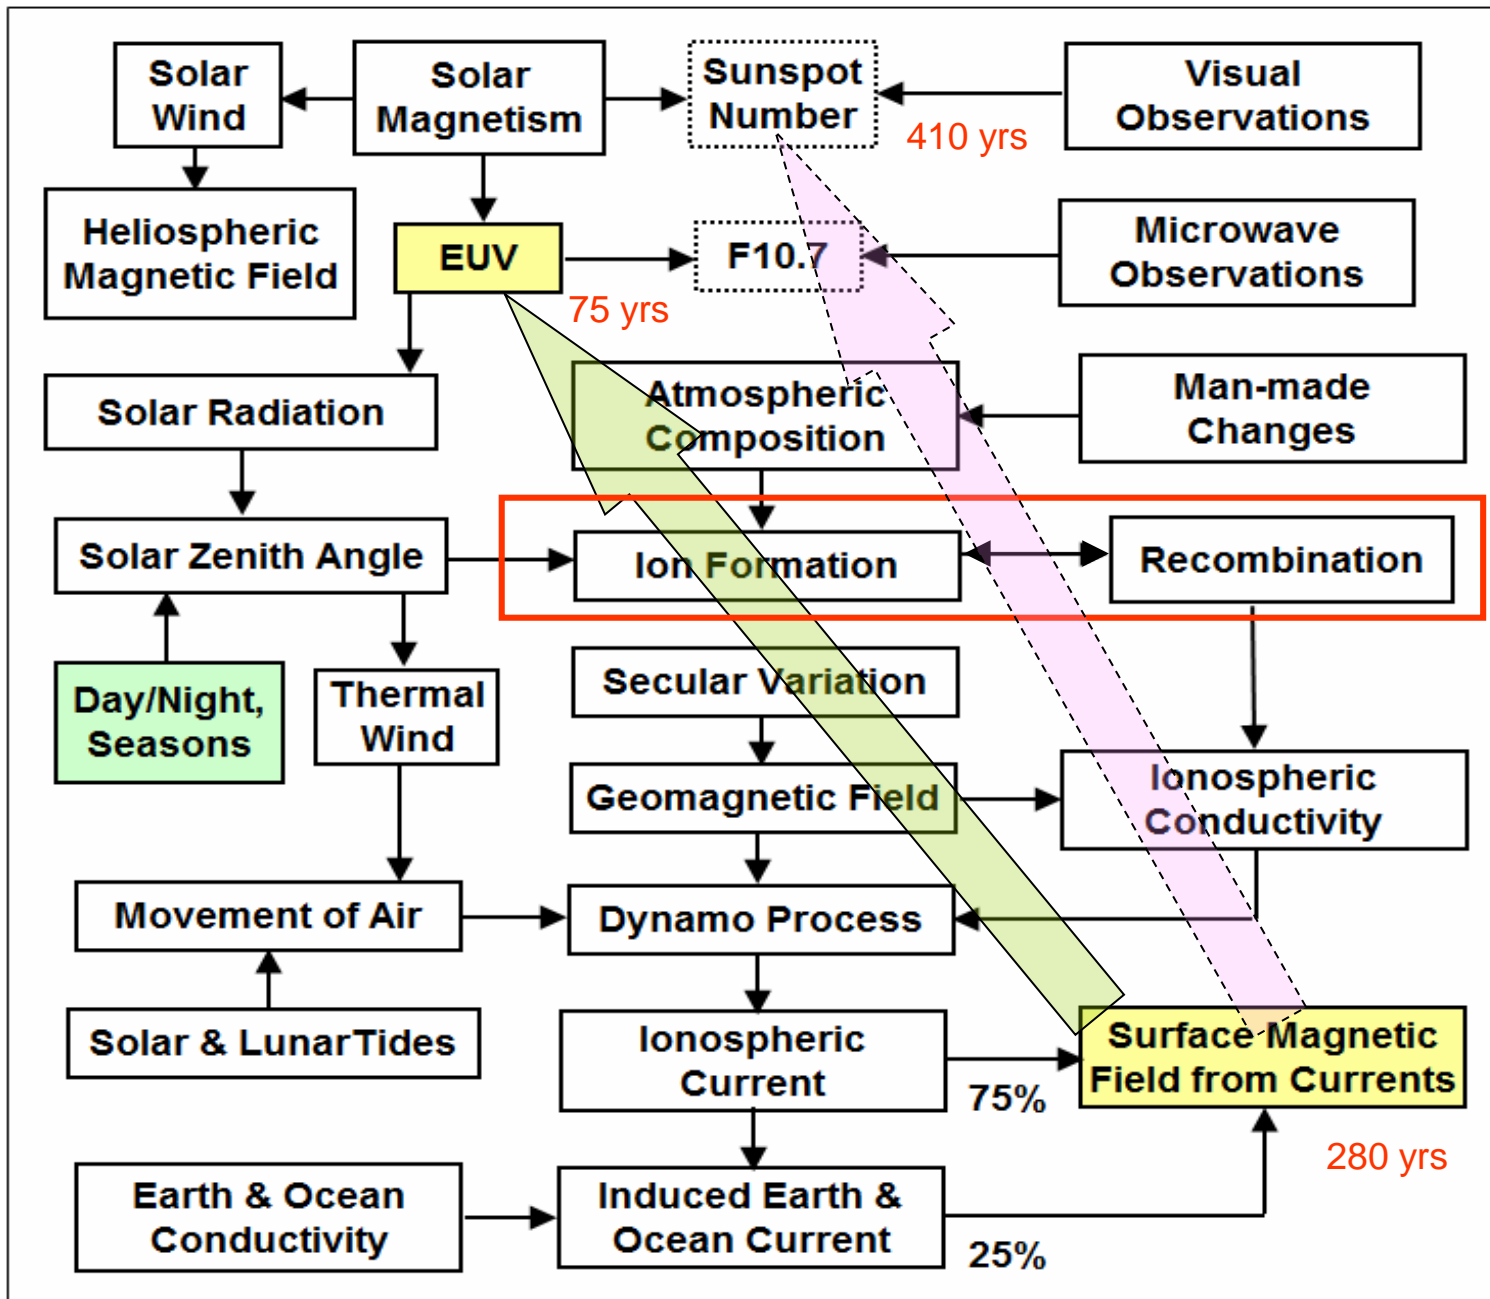 Solar
Wind
Solar
Magnetism
Sunspot
Number
Visual
Observations
410 yrs
Heliospheric
Magnetic Field
EUV
F10.7
Microwave
Observations
75 yrs
Solar Radiation
Atmospheric
Composition
Man-made
Changes
Solar Zenith Angle
Ion Formation
Recombination
Day/Night,
Seasons
Thermal
Wind
Secular Variation
Geomagnetic Field
Ionospheric
Conductivity
Movement of Air
Dynamo Process
Solar & Lunar Tides
Ionospheric
Current
75%
Surface Magnetic
Field from Currents
280 yrs
Earth & Ocean
Conductivity
Induced Earth &
Ocean Current
25%